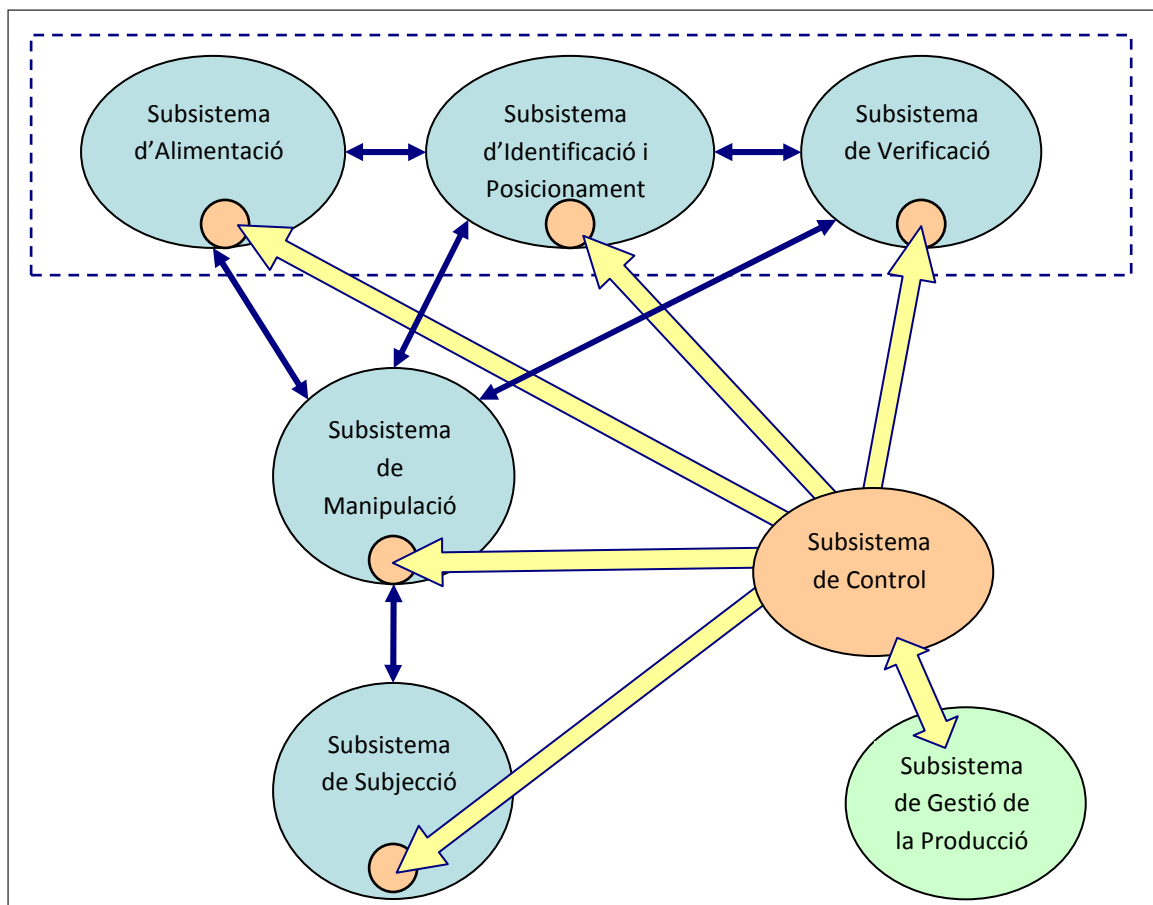 Subsistema
d’Alimentació
Subsistema
d’Identificació i
Posicionament
Subsistema
de Verificació
Subsistema
de
Manipulació
Subsistema
de Control
Subsistema
de Subjecció
Subsistema
de Gestió de
la Producció